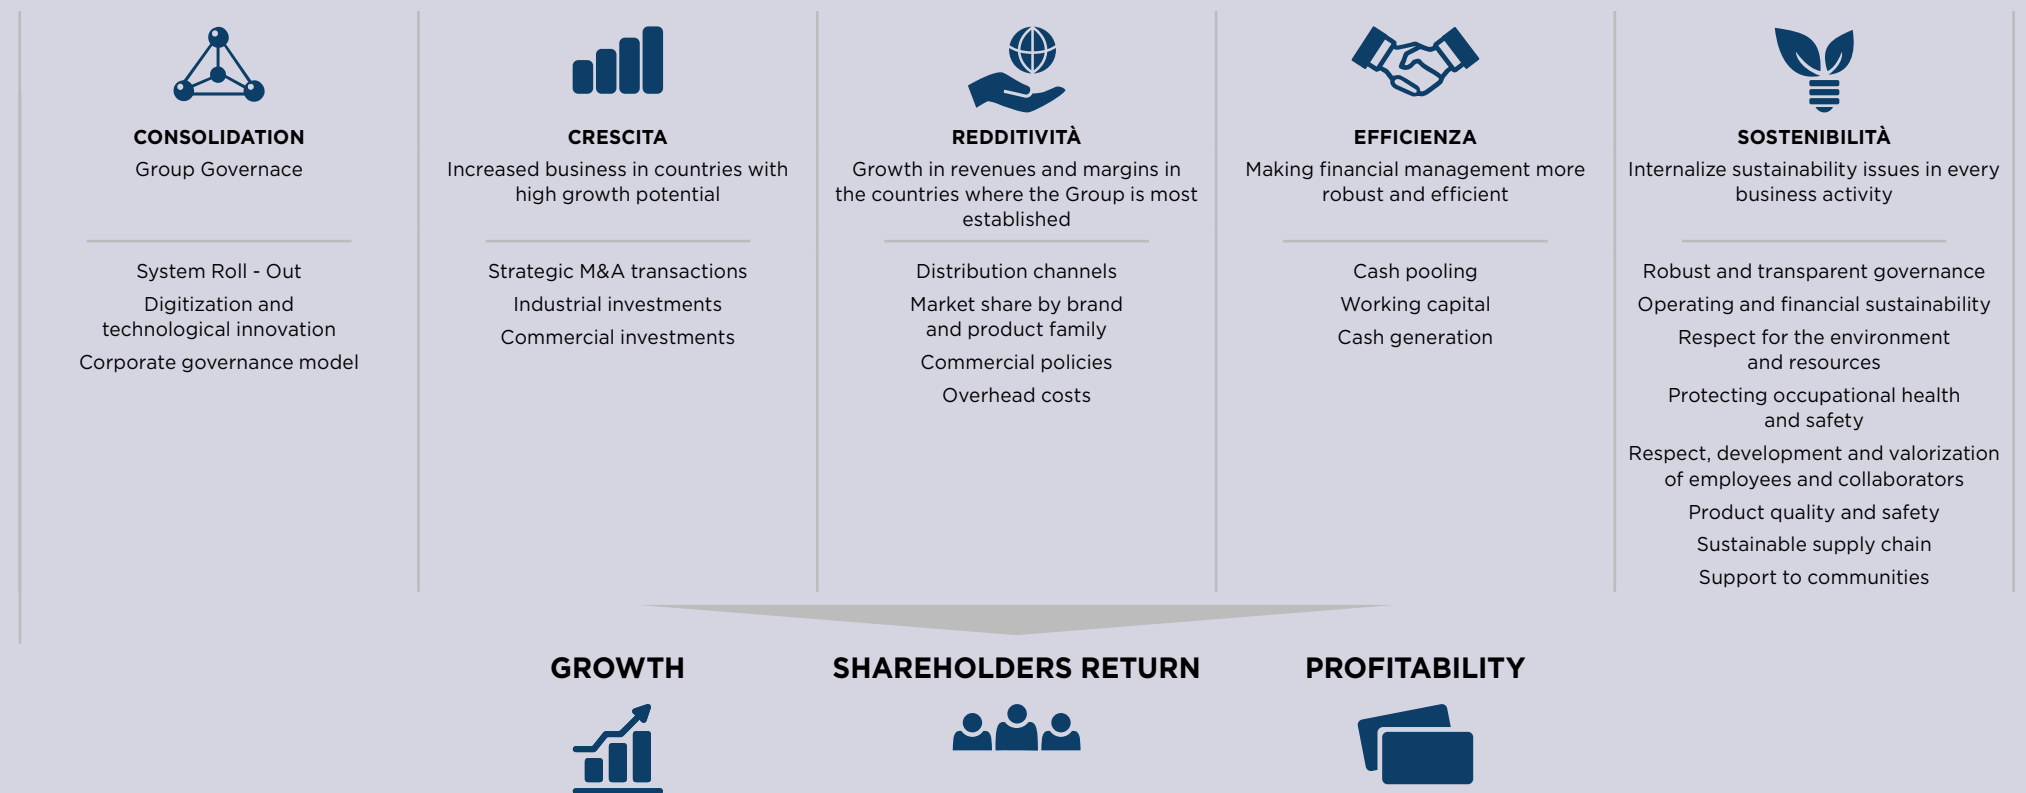 CONSOLIDATION
Group Governace
System Roll - Out
Digitization and
technological innovation
Corporate governance model
CRESCITA
Increased business in countries with
high growth potential
Strategic M&A transactions
Industrial investments
Commercial investments
REDDITIVITÀ
Growth in revenues and margins in
the countries where the Group is most
established
Distribution channels
Market share by brand
and product family
Commercial policies
Overhead costs
EFFICIENZA
Making financial management more
robust and efficient
Cash pooling
Working capital
Cash generation
SOSTENIBILITÀ
Internalize sustainability issues in every
business activity
Robust and transparent governance
Operating and financial sustainability
Respect for the environment
and resources
Protecting occupational health
and safety
Respect, development and valorization
of employees and collaborators
Product quality and safety
Sustainable supply chain
Support to communities
GROWTH
SHAREHOLDERS RETURN
PROFITABILITY